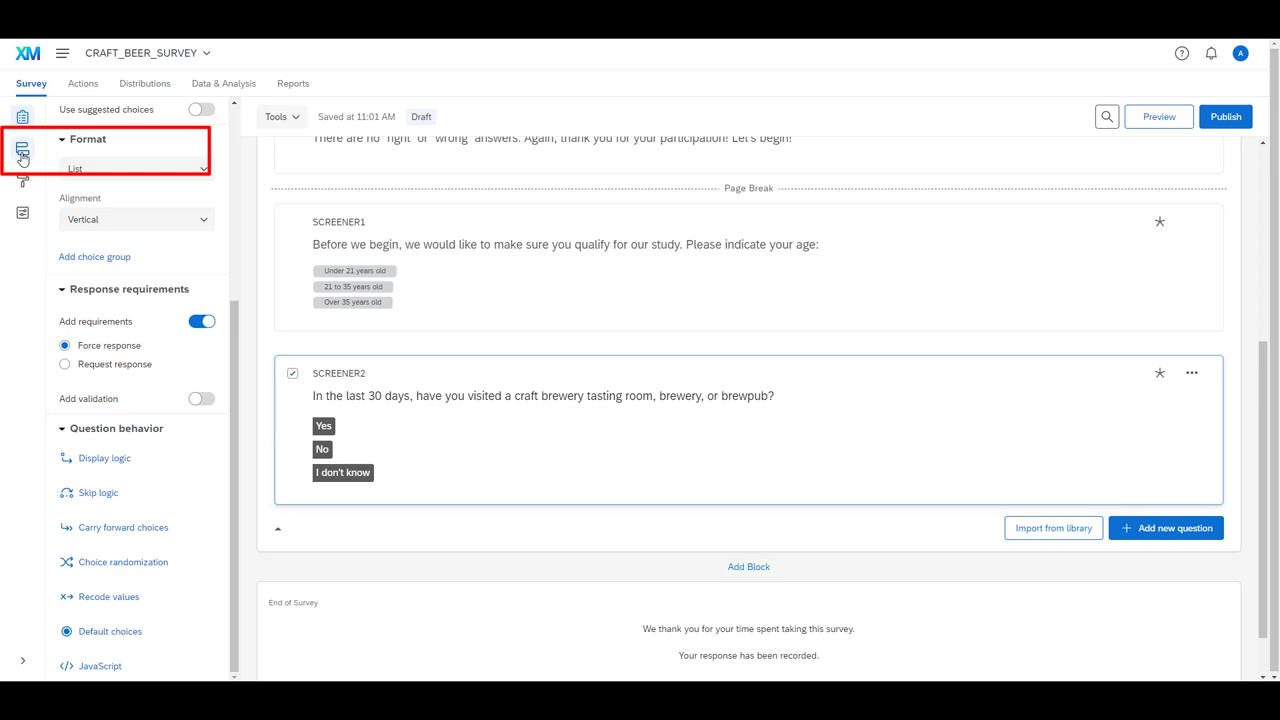 XM
CRAFT_BEER_SURVEY
A
Survey
Actions
Distributions
Data & Analysis
Reports
Use suggested choices
Format
List
Alignment
Vertical
Add choice group
Response requirements
Add requirements
Force response
Request response
Add validation
Question behavior
Display logic
Skip logic
Carry forward choices
Choice randomization
Recode values
Default choices
JavaScript
Tools
Saved at 11:01 AM
Draft
Preview
Publish
There are no "right" or "wrong" answers. Again, thank you for your participation! Let's begin!
Page Break
SCREENER1
Before we begin, we would like to make sure you qualify for our study. Please indicate your age:
Under 21 years old
21 to 35 years old
Over 35 years old
SCREENER2
In the last 30 days, have you visited a craft brewery tasting room, brewery, or brewpub?
Yes
No
I don't know
Import from library
Add new question
Add Block
End of Survey
We thank you for your time spent taking this survey.
Your response has been recorded.